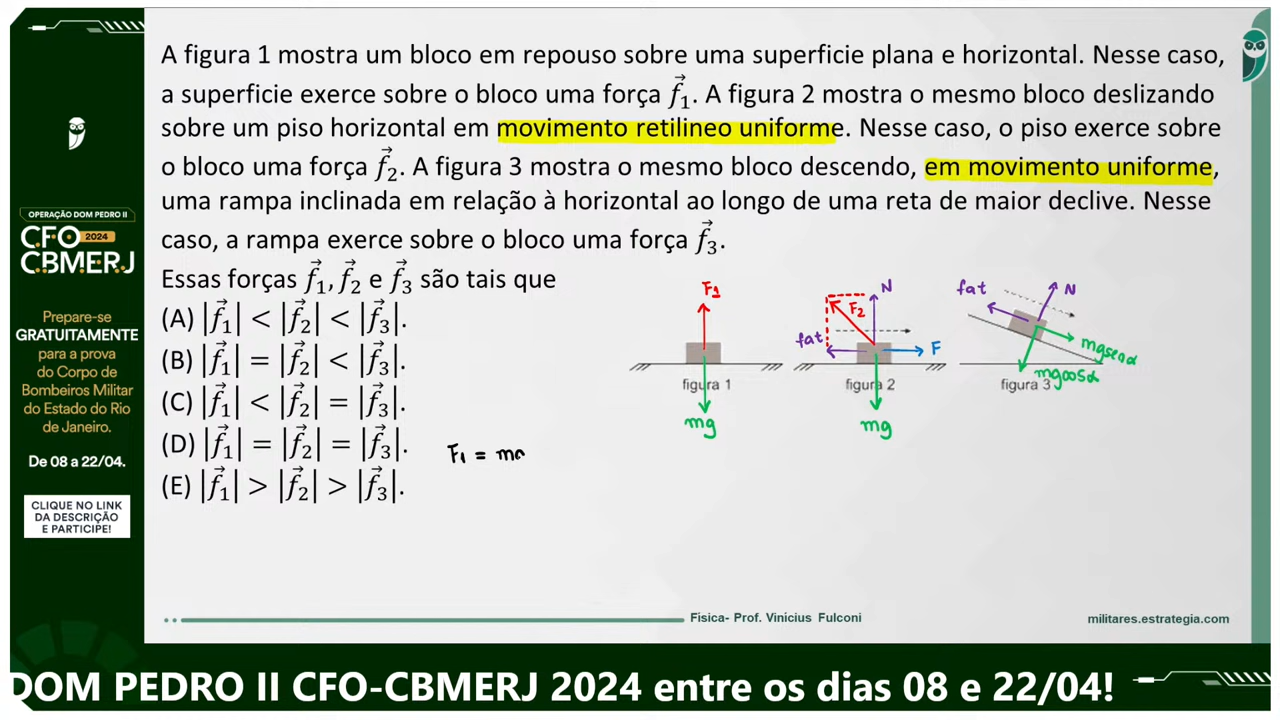 A figura 1 mostra um bloco em repouso sobre uma superficie plana e horizontal. Nesse caso,
a superficie exerce sobre o bloco uma força f⃗₁. A figura 2 mostra o mesmo bloco deslizando
sobre um piso horizontal em movimento retilineo uniforme. Nesse caso, o piso exerce sobre
o bloco uma força f⃗₂. A figura 3 mostra o mesmo bloco descendo, em movimento uniforme,
uma rampa inclinada em relação à horizontal ao longo de uma reta de maior declive. Nesse
caso, a rampa exerce sobre o bloco uma força f⃗₃.
Essas forças f⃗₁, f⃗₂ e f⃗₃ são tais que
(A) |f⃗₁| < |f⃗₂| < |f⃗₃|.
(B) |f⃗₁| = |f⃗₂| < |f⃗₃|.
(C) |f⃗₁| < |f⃗₂| = |f⃗₃|.
(D) |f⃗₁| = |f⃗₂| = |f⃗₃|.
(E) |f⃗₁| > |f⃗₂| > |f⃗₃|.
F₁ = m
F₁
mg
figura 1
N
F₂
fat
F
figura 2
mg
fat
N
mgsenα
mgcosα
figura 3
OPERAÇÃO DOM PEDRO II
CFO 2024
CBMERJ
Prepare-se
GRATUITAMENTE
para a prova
do Corpo de
Bombeiros Militar
do Estado do Rio
de Janeiro.
De 08 a 22/04.
CLIQUE NO LINK
DA DESCRIÇÃO
E PARTICIPE!
Física- Prof. Vinícius Fulconi
militares.estrategia.com
DOM PEDRO II CFO-CBMERJ 2024 entre os dias 08 e 22/04!